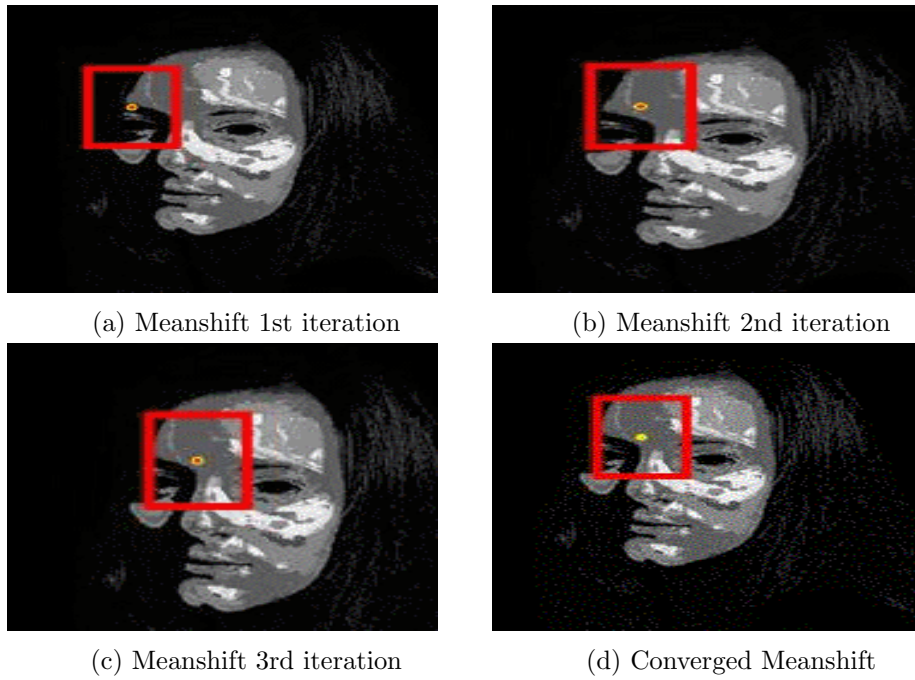 (a) Meanshift 1st iteration
(b) Meanshift 2nd iteration
(c) Meanshift 3rd iteration
(d) Converged Meanshift